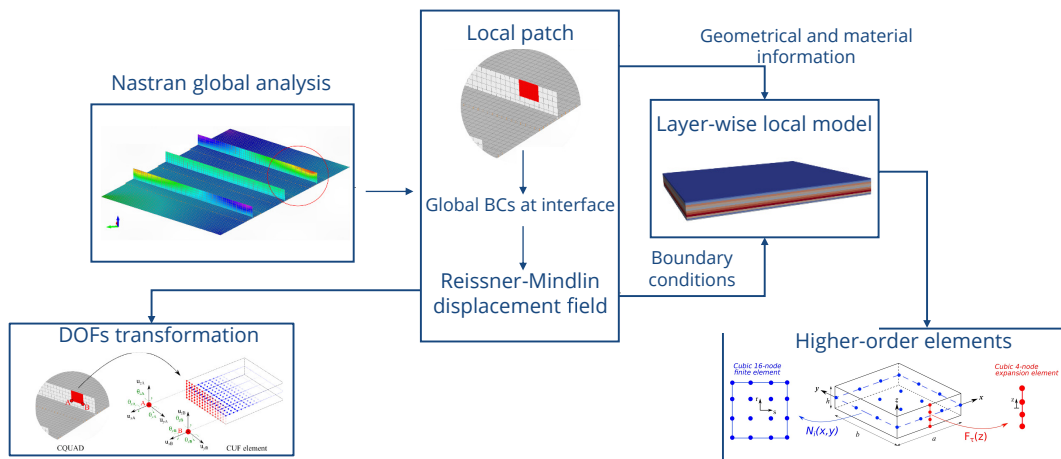 Nastran global analysis
Local patch
Global BCs at interface
Reissner-Mindlin
displacement field
Geometrical and material
information
Layer-wise local model
Boundary
conditions
DOFs transformation
A
B
CQUAD
A
B
CUF element
Higher-order elements
Cubic 16-node
finite element
r
s
Nᵢ(x,y)
y
h
z
x
b
a
Cubic 4-node
expansion element
z
F_τ(z)